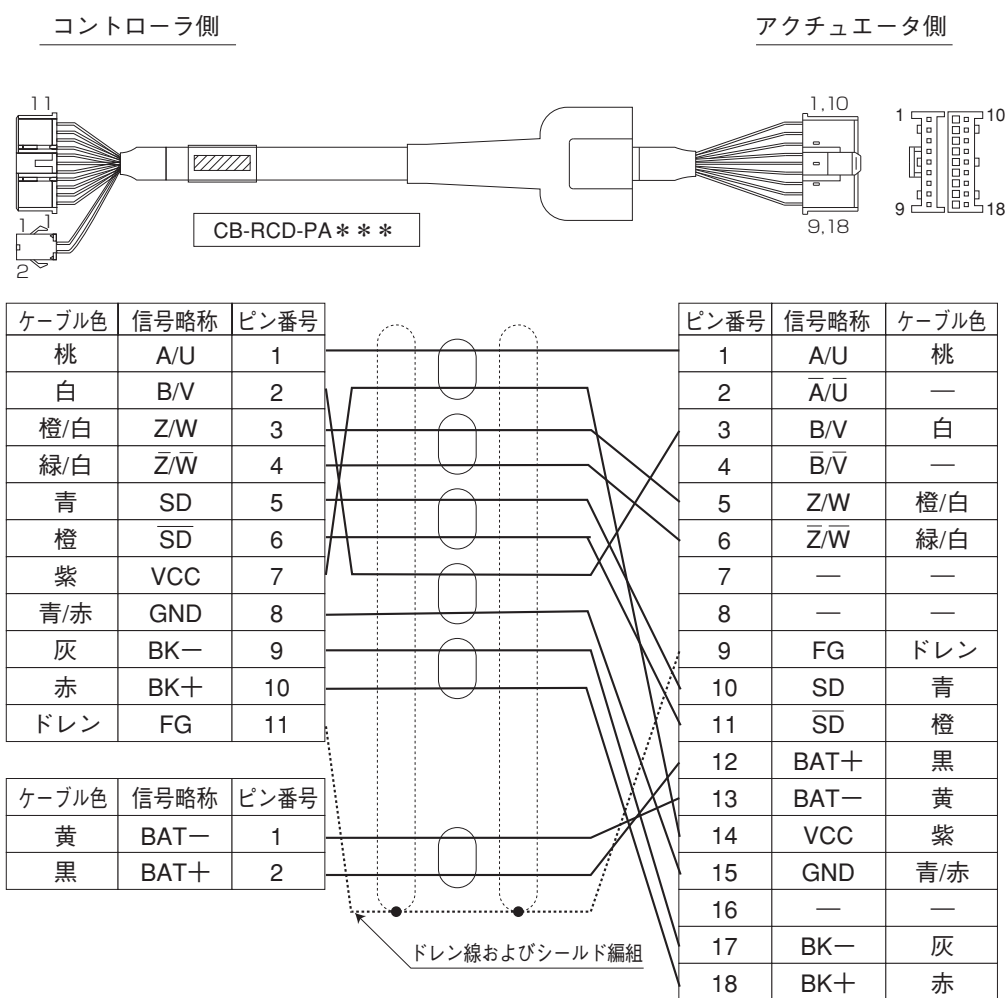 コントローラ側 アクチュエータ側
11 1,10
1 10
9 18
9,18
1 1
2
CB-RCD-PA＊＊＊
ケーブル色 信号略称 ピン番号 ピン番号 信号略称 ケーブル色
桃 A/U 1 1 A/U 桃
白 B/V 2 2 A̅/U̅ —
橙/白 Z/W 3 3 B/V 白
緑/白 Z̅/W̅ 4 4 B̅/V̅ —
青 SD 5 5 Z/W 橙/白
橙 S̅D̅ 6 6 Z̅/W̅ 緑/白
紫 VCC 7 7 — —
青/赤 GND 8 8 — —
灰 BK− 9 9 FG ドレン
赤 BK＋ 10 10 SD 青
ドレン FG 11 11 S̅D̅ 橙
12 BAT＋ 黒
ケーブル色 信号略称 ピン番号 13 BAT− 黄
黄 BAT− 1 14 VCC 紫
黒 BAT＋ 2 15 GND 青/赤
16 — —
ドレン線およびシールド編組 17 BK− 灰
18 BK＋ 赤